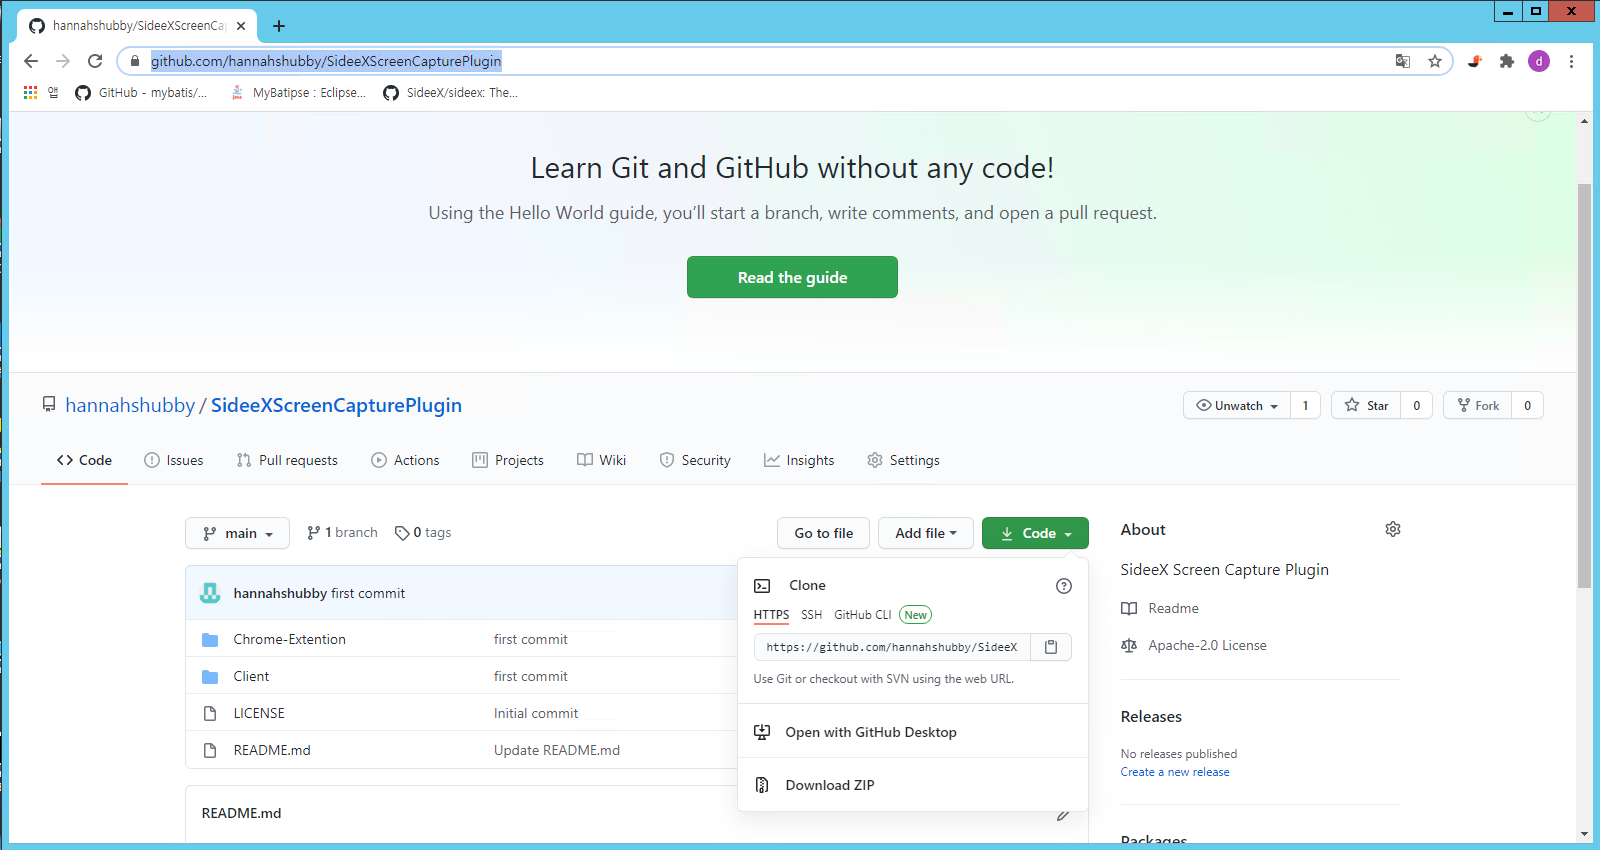 hannahshubby/SideeXScreenCap
github.com/hannahshubby/SideeXScreenCapturePlugin
d
GitHub - mybatis/...
MyBatipse : Eclipse...
SideeX/sideex: The...
Learn Git and GitHub without any code!
Using the Hello World guide, you’ll start a branch, write comments, and open a pull request.
Read the guide
hannahshubby / SideeXScreenCapturePlugin
Unwatch 1
Star 0
Fork 0
Code
Issues
Pull requests
Actions
Projects
Wiki
Security
Insights
Settings
main
1 branch
0 tags
Go to file
Add file
Code
hannahshubby first commit
Chrome-Extention first commit
Client first commit
LICENSE Initial commit
README.md Update README.md
README.md
Clone
HTTPS SSH GitHub CLI New
https://github.com/hannahshubby/SideeX
Use Git or checkout with SVN using the web URL.
Open with GitHub Desktop
Download ZIP
About
SideeX Screen Capture Plugin
Readme
Apache-2.0 License
Releases
No releases published
Create a new release
Packages